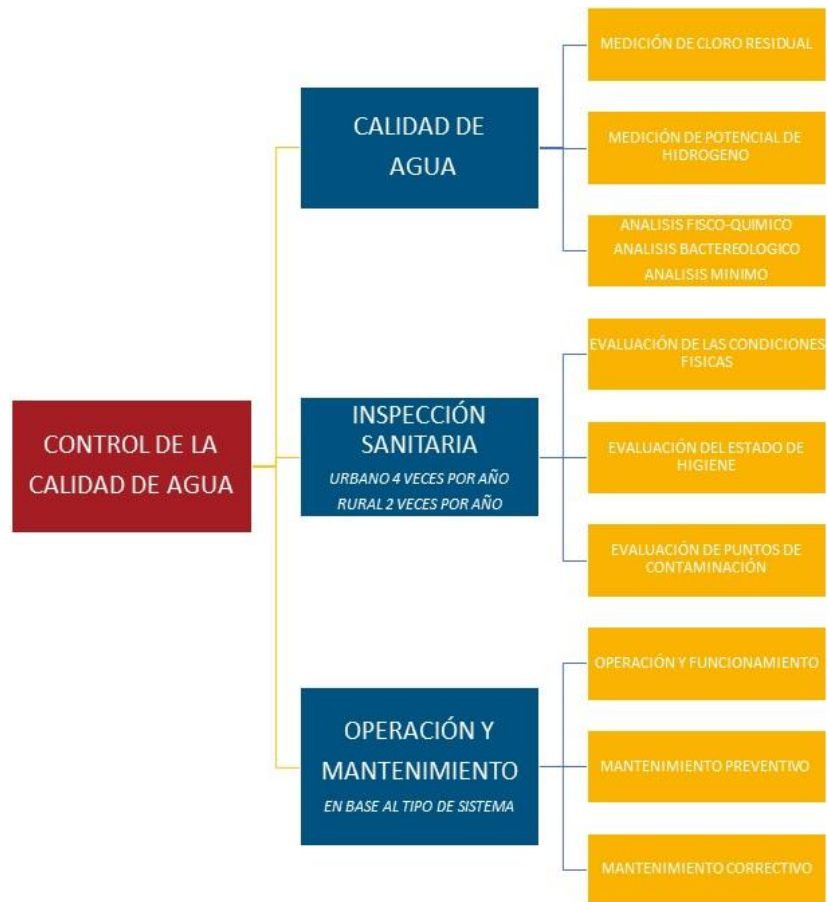 MEDICIÓN DE CLORO RESIDUAL
CALIDAD DE
AGUA
MEDICIÓN DE POTENCIAL DE
HIDROGENO
ANALISIS FISCO-QUIMICO
ANALISIS BACTEREOLOGICO
ANALISIS MINIMO
CONTROL DE LA
CALIDAD DE AGUA
INSPECCIÓN
SANITARIA
URBANO 4 VECES POR AÑO
RURAL 2 VECES POR AÑO
EVALUACIÓN DE LAS CONDICIONES
FISICAS
EVALUACIÓN DEL ESTADO DE
HIGIENE
EVALUACIÓN DE PUNTOS DE
CONTAMINACIÓN
OPERACIÓN Y
MANTENIMIENTO
EN BASE AL TIPO DE SISTEMA
OPERACIÓN Y FUNCIONAMIENTO
MANTENIMIENTO PREVENTIVO
MANTENIMIENTO CORRECTIVO